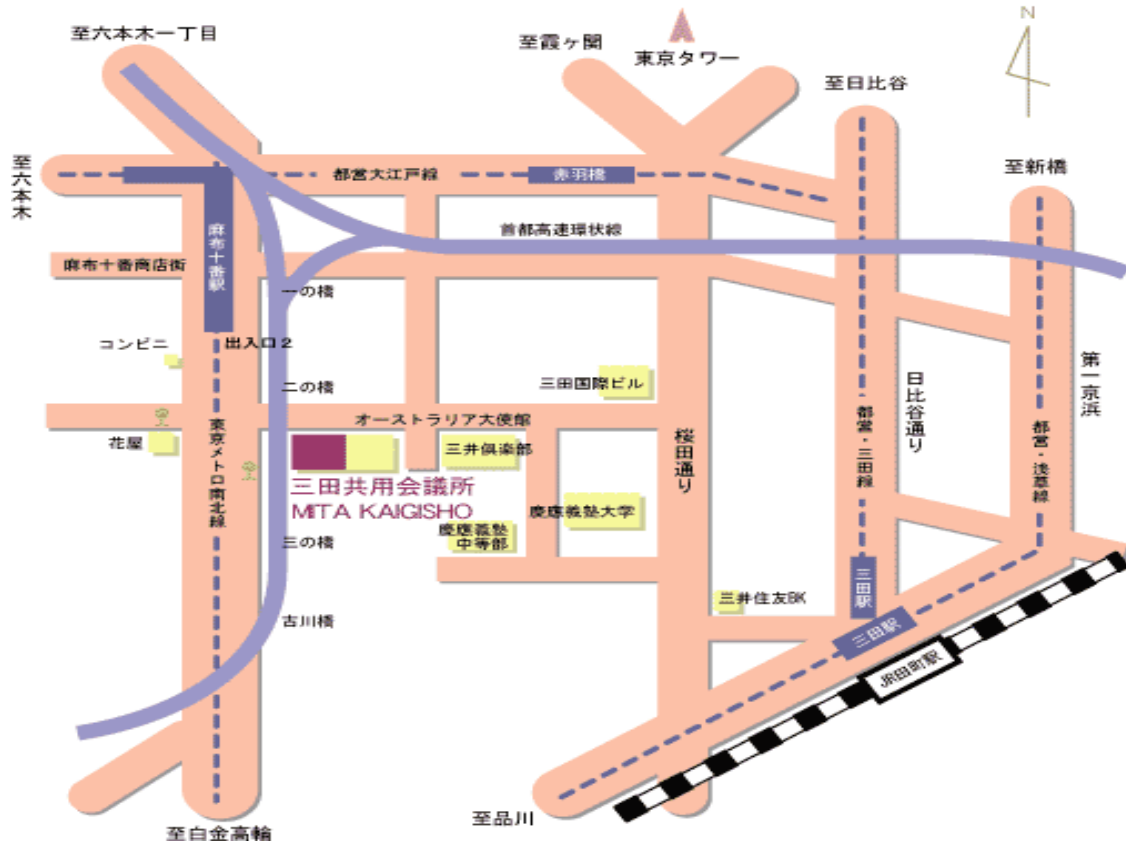 至六本木一丁目
至霞ヶ関
東京タワー
至日比谷
N
至新橋
至六本木
都営大江戸線
赤羽橋
麻布十番駅
首都高速環状線
麻布十番商店街
一の橋
コンビニ
出入口2
二の橋
三田国際ビル
第一京浜
日比谷通り
オーストラリア大使館
花屋
東京メトロ南北線
三井倶楽部
桜田通り
都営・三田線
都営・浅草線
三田共用会議所
MITA KAIGISHO
慶應義塾大学
慶應義塾
中等部
三の橋
三田駅
三井住友BK
古川橋
三田駅
JR田町駅
至品川
至白金高輪